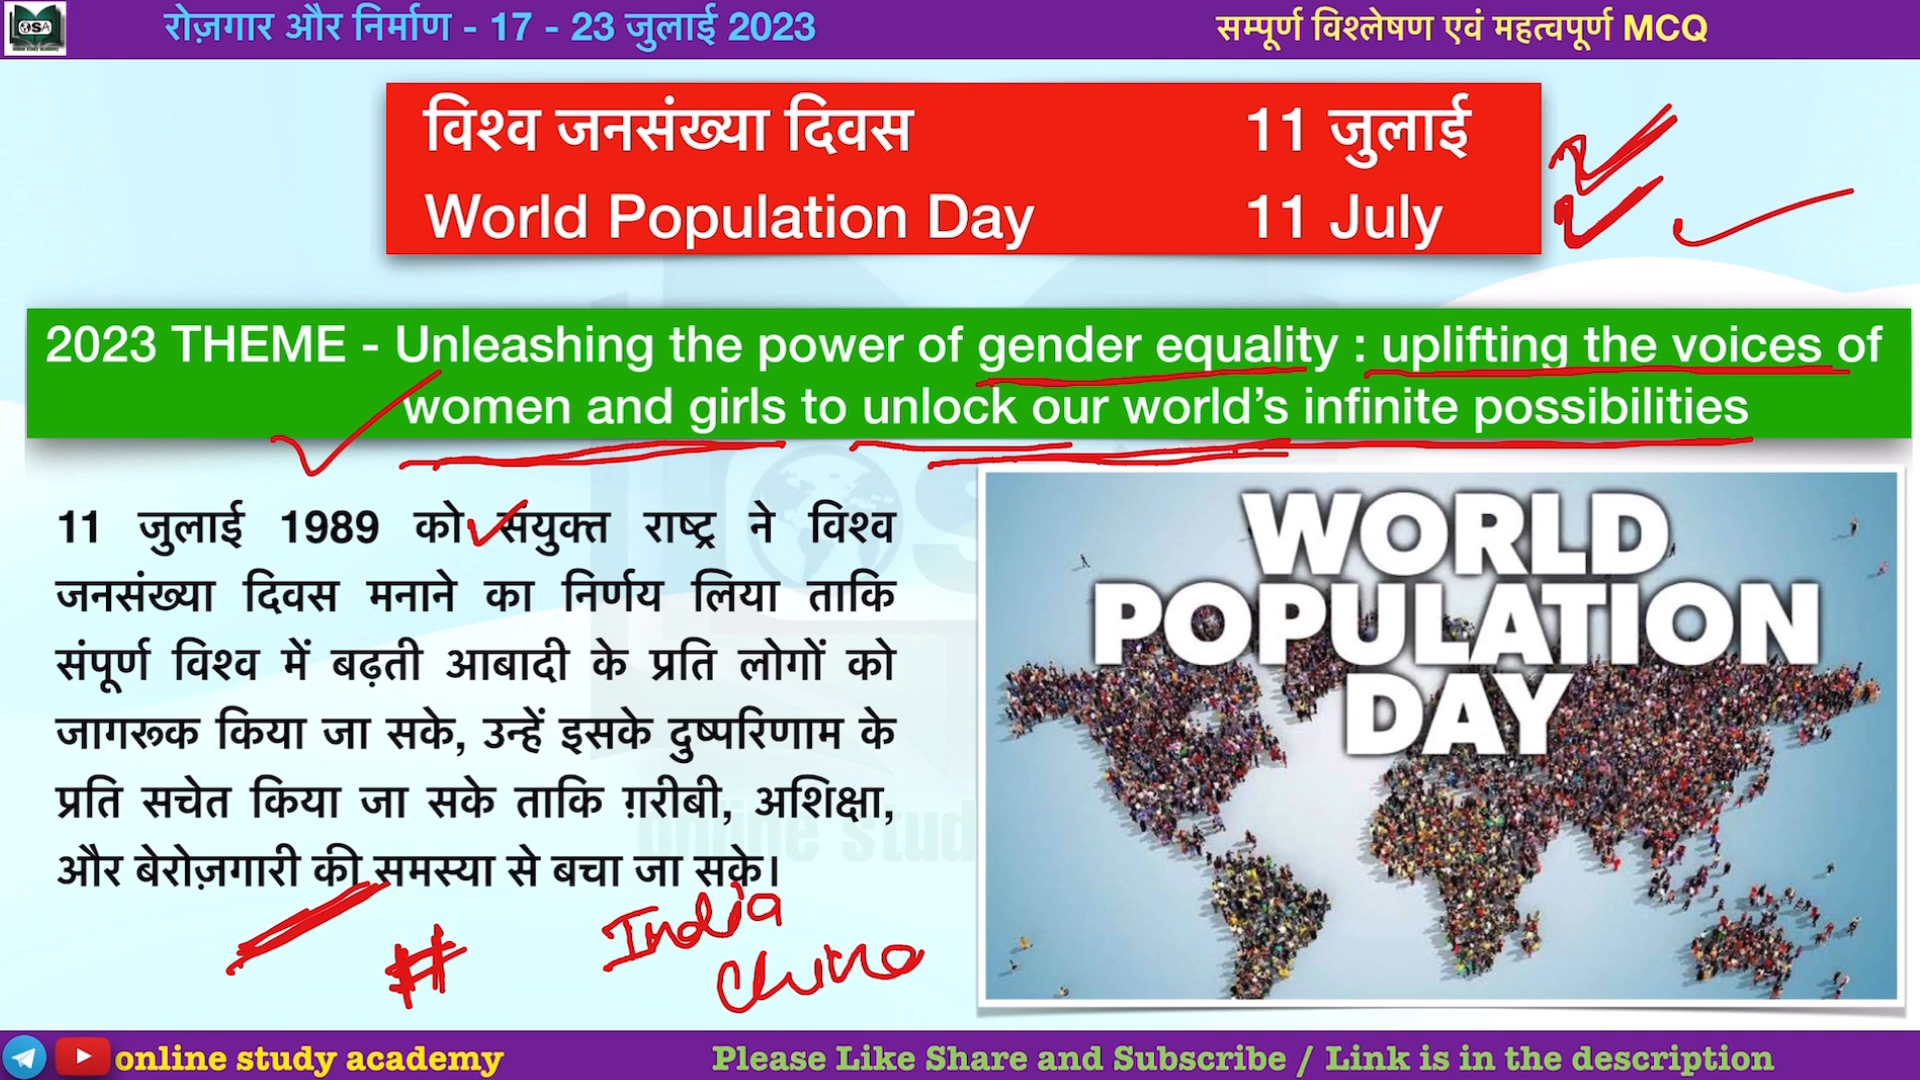 OSA
रोज़गार और निर्माण - 17 - 23 जुलाई 2023
सम्पूर्ण विश्लेषण एवं महत्वपूर्ण MCQ
विश्व जनसंख्या दिवस 11 जुलाई
World Population Day 11 July
2023 THEME - Unleashing the power of gender equality : uplifting the voices of
women and girls to unlock our world’s infinite possibilities
11 जुलाई 1989 को संयुक्त राष्ट्र ने विश्व
जनसंख्या दिवस मनाने का निर्णय लिया ताकि
संपूर्ण विश्व में बढ़ती आबादी के प्रति लोगों को
जागरूक किया जा सके, उन्हें इसके दुष्परिणाम के
प्रति सचेत किया जा सके ताकि ग़रीबी, अशिक्षा,
और बेरोज़गारी की समस्या से बचा जा सके।
#
India
China
WORLD
POPULATION
DAY
online stud
online study academy
Please Like Share and Subscribe / Link is in the description